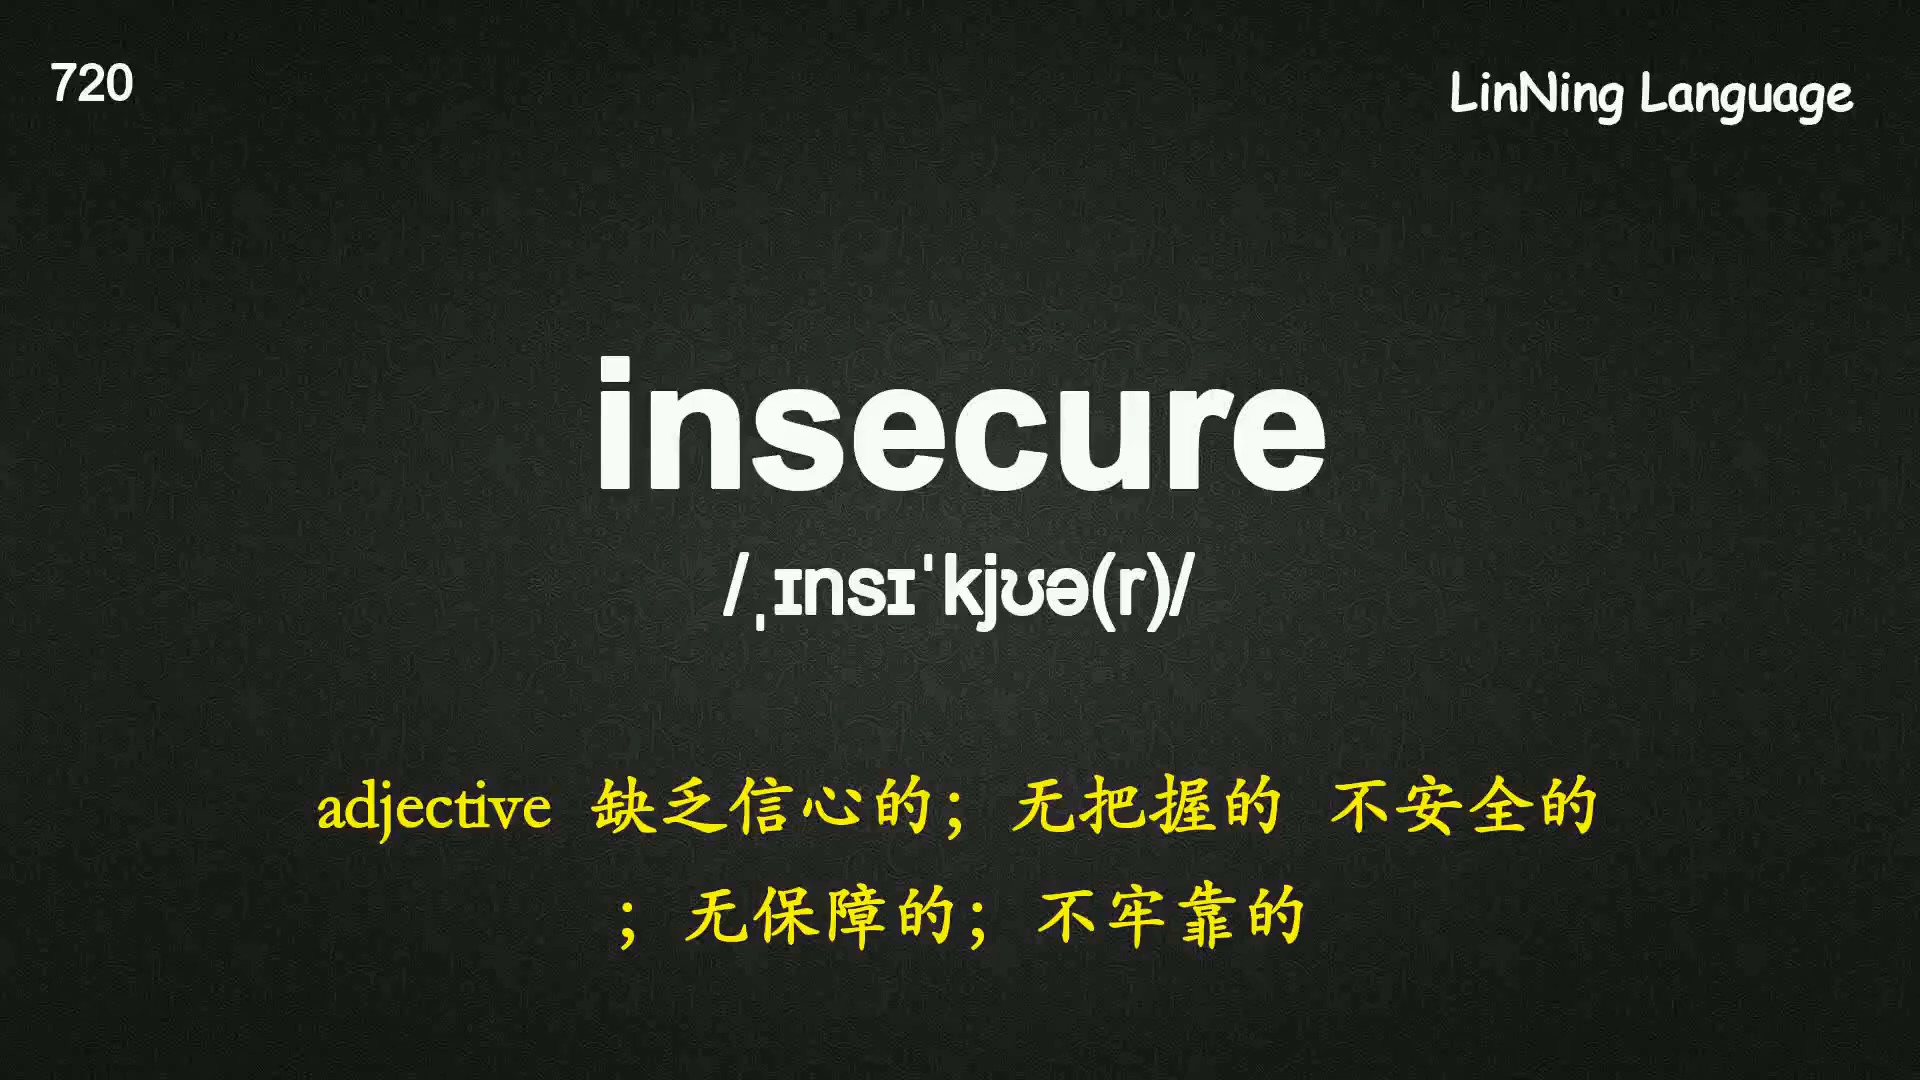 720
LinNing Language
insecure
/ˌɪnsɪˈkjʊə(r)/
adjective 缺乏信心的；无把握的 不安全的
；无保障的；不牢靠的